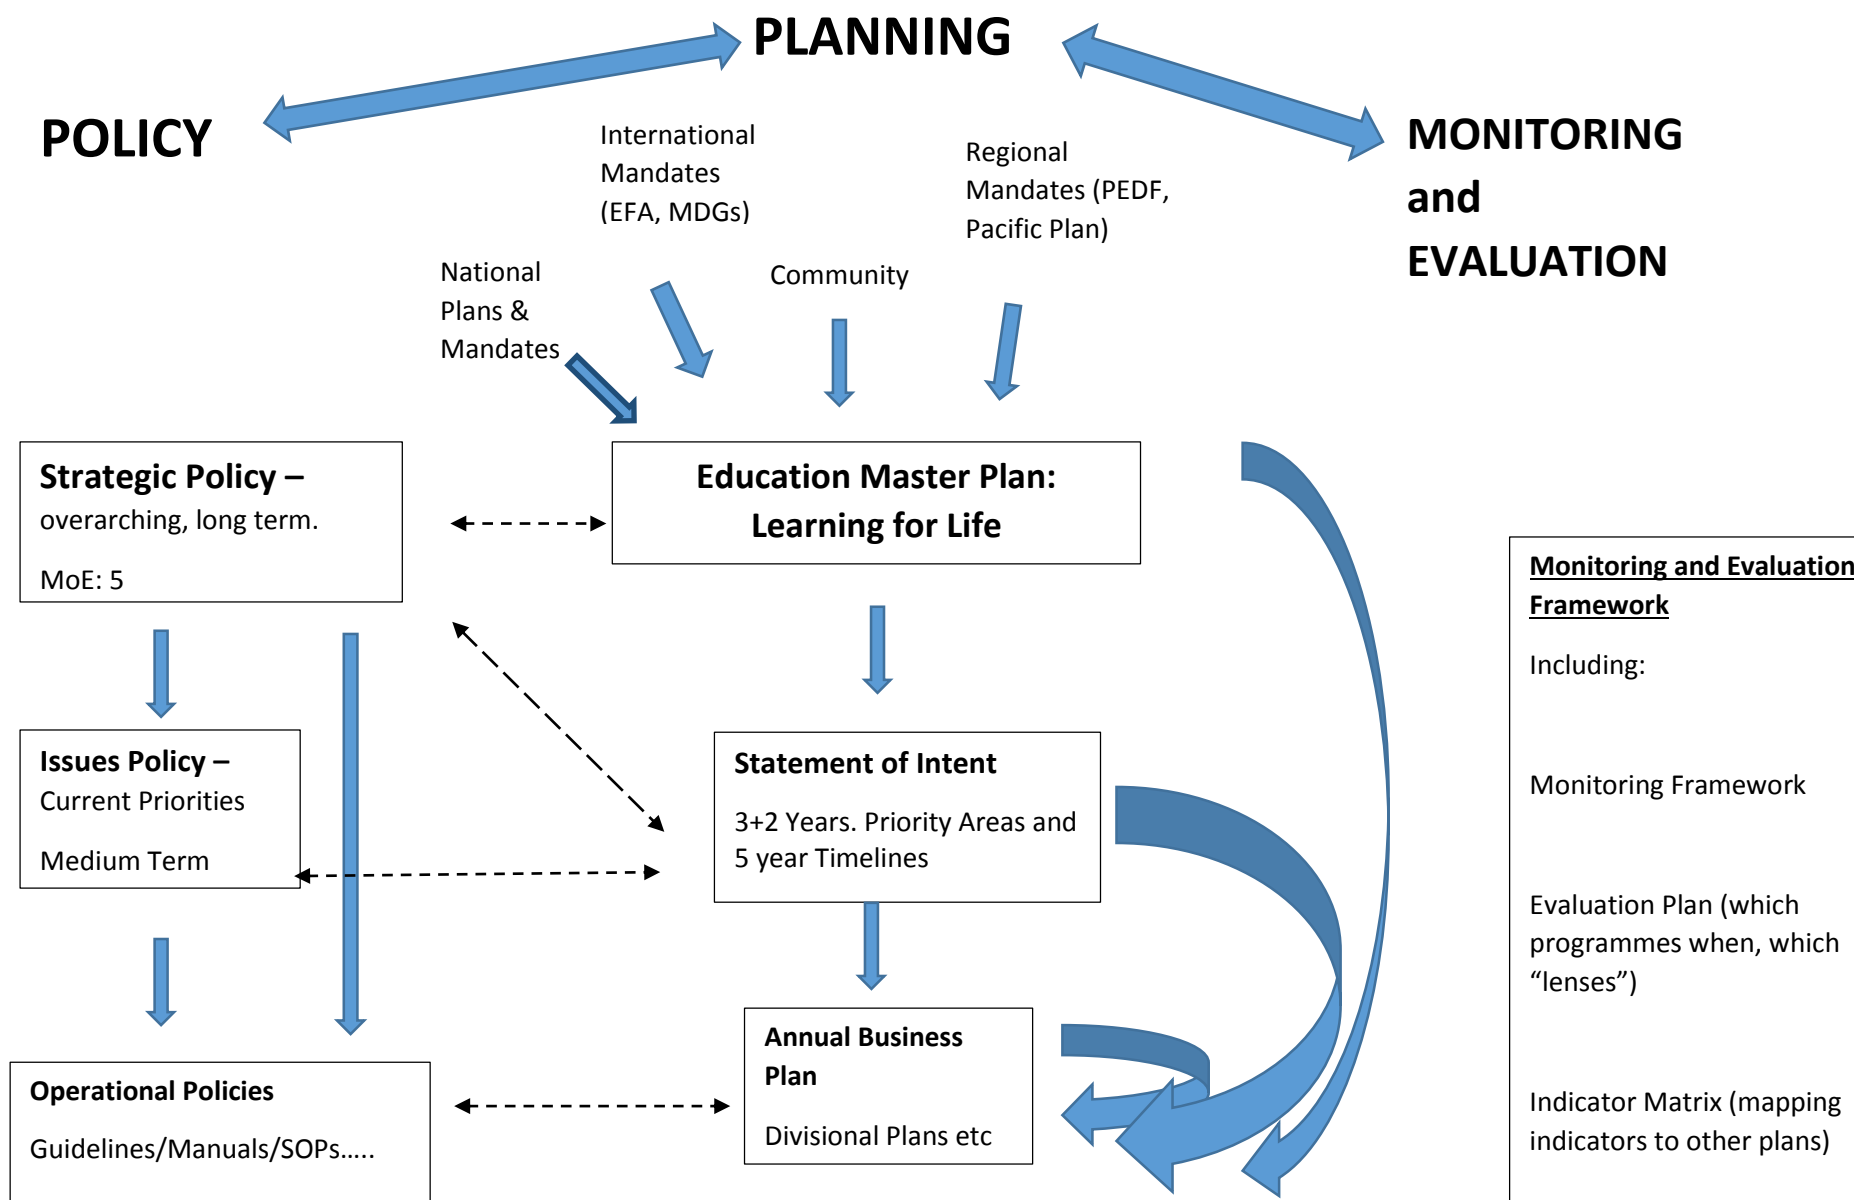 PLANNING
POLICY
MONITORING
and
EVALUATION
International
Mandates
(EFA, MDGs)
Regional
Mandates (PEDF,
Pacific Plan)
National
Plans &
Mandates
Community
Strategic Policy –
overarching, long term.
MoE: 5
Education Master Plan:
Learning for Life
Monitoring and Evaluation
Framework
Including:
Monitoring Framework
Evaluation Plan (which
programmes when, which
“lenses”)
Indicator Matrix (mapping
indicators to other plans)
Issues Policy –
Current Priorities
Medium Term
Statement of Intent
3+2 Years. Priority Areas and
5 year Timelines
Operational Policies
Guidelines/Manuals/SOPs…..
Annual Business
Plan
Divisional Plans etc